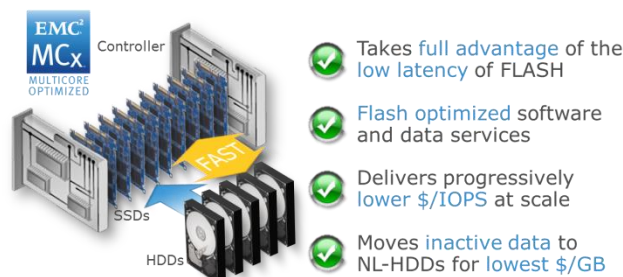 EMC²
MCx
MULTICORE
OPTIMIZED
Controller
FAST
SSDs
HDDs
Takes full advantage of the
low latency of FLASH
Flash optimized software
and data services
Delivers progressively
lower $/IOPS at scale
Moves inactive data to
NL-HDDs for lowest $/GB